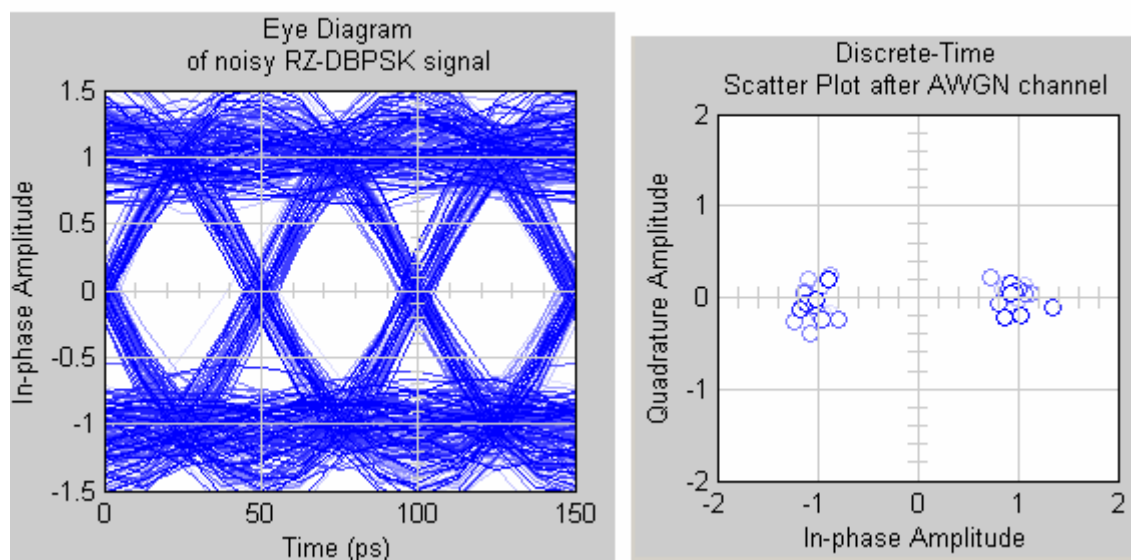 Eye Diagram
of noisy RZ-DBPSK signal
1.5
1
0.5
0
-0.5
-1
-1.5
In-phase Amplitude
0
50
100
150
Time (ps)
Discrete-Time
Scatter Plot after AWGN channel
2
1
0
-1
-2
Quadrature Amplitude
-2
-1
0
1
2
In-phase Amplitude